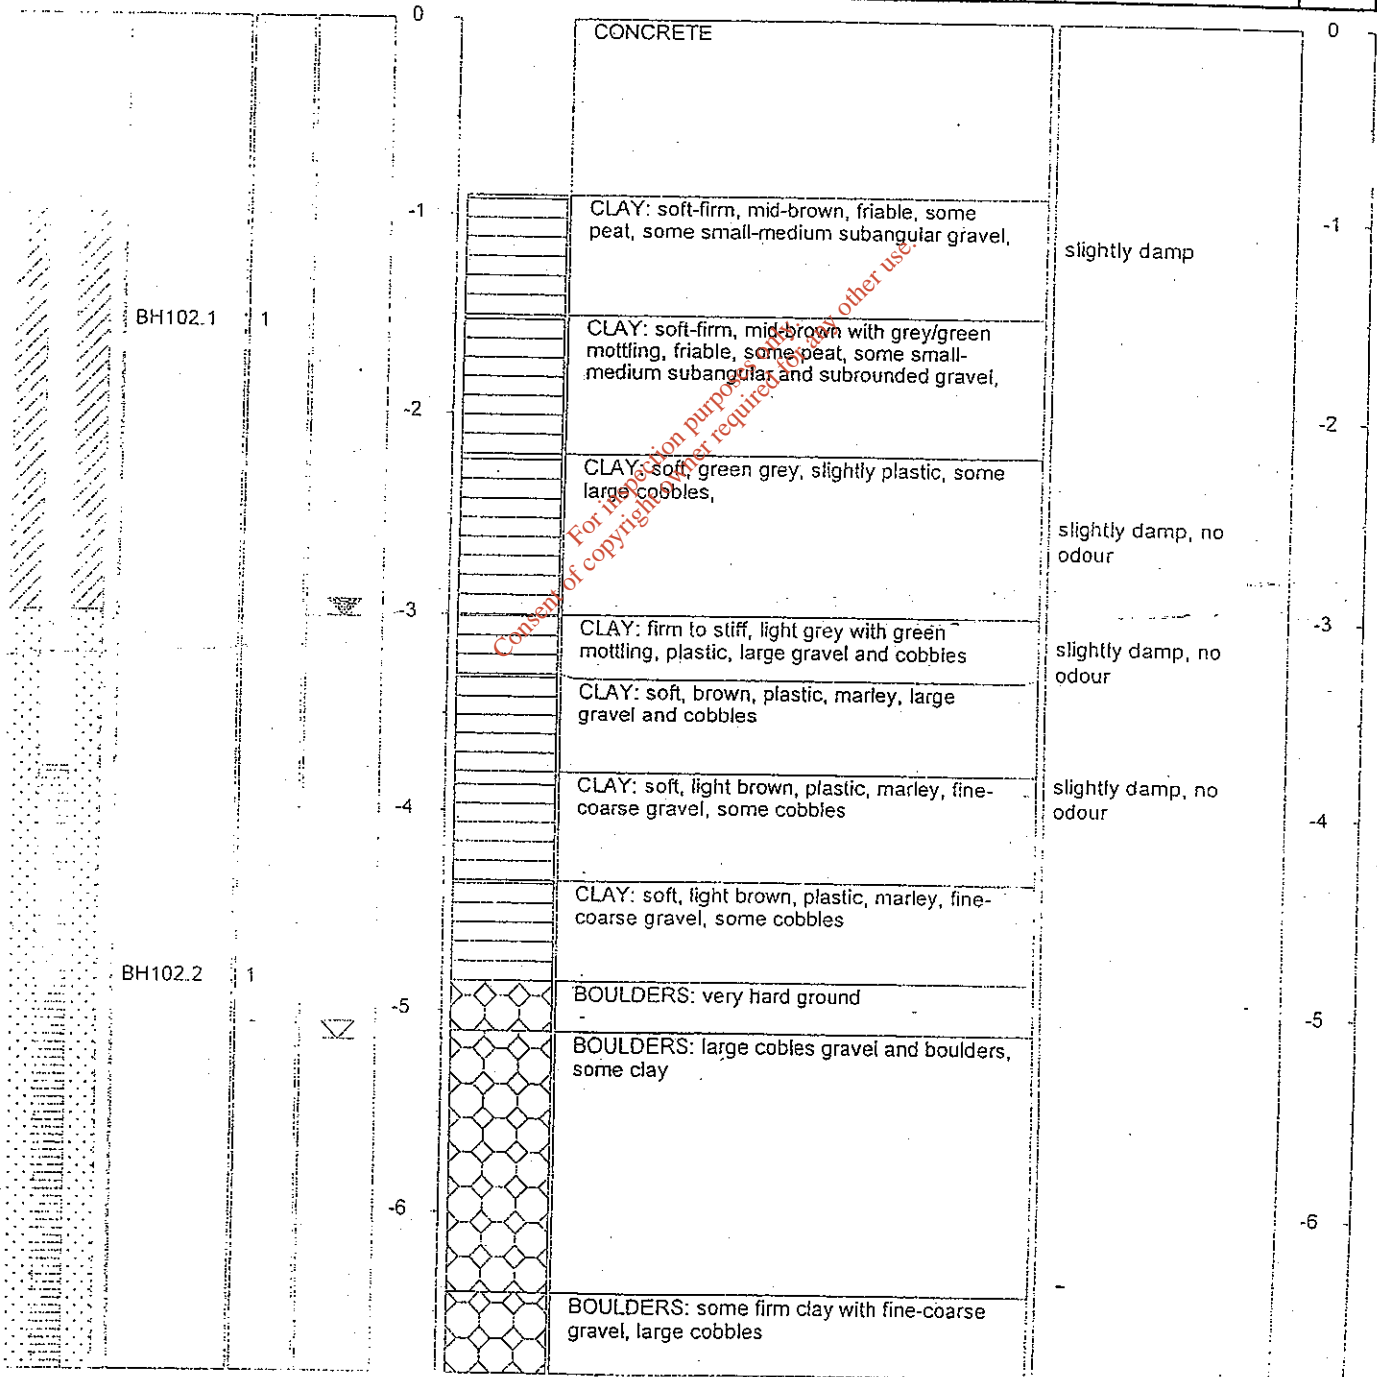 0
0
CONCRETE
-1
-1
CLAY: soft-firm, mid-brown, friable, some
peat, some small-medium subangular gravel,
slightly damp
BH102.1
1
CLAY: soft-firm, mid-brown with grey/green
mottling, friable, some peat, some small-
medium subangular and subrounded gravel,
-2
-2
CLAY: soft, green grey, slightly plastic, some
large cobbles,
slightly damp, no
odour
For inspection purposes only.
Consent of copyright owner required for any other use.
-3
-3
CLAY: firm to stiff, light grey with green
mottling, plastic, large gravel and cobbles
slightly damp, no
odour
CLAY: soft, brown, plastic, marley, large
gravel and cobbles
CLAY: soft, light brown, plastic, marley, fine-
coarse gravel, some cobbles
slightly damp, no
odour
-4
-4
CLAY: soft, light brown, plastic, marley, fine-
coarse gravel, some cobbles
BH102.2
1
BOULDERS: very hard ground
-5
-5
BOULDERS: large cobles gravel and boulders,
some clay
-6
-6
BOULDERS: some firm clay with fine-coarse
gravel, large cobbles